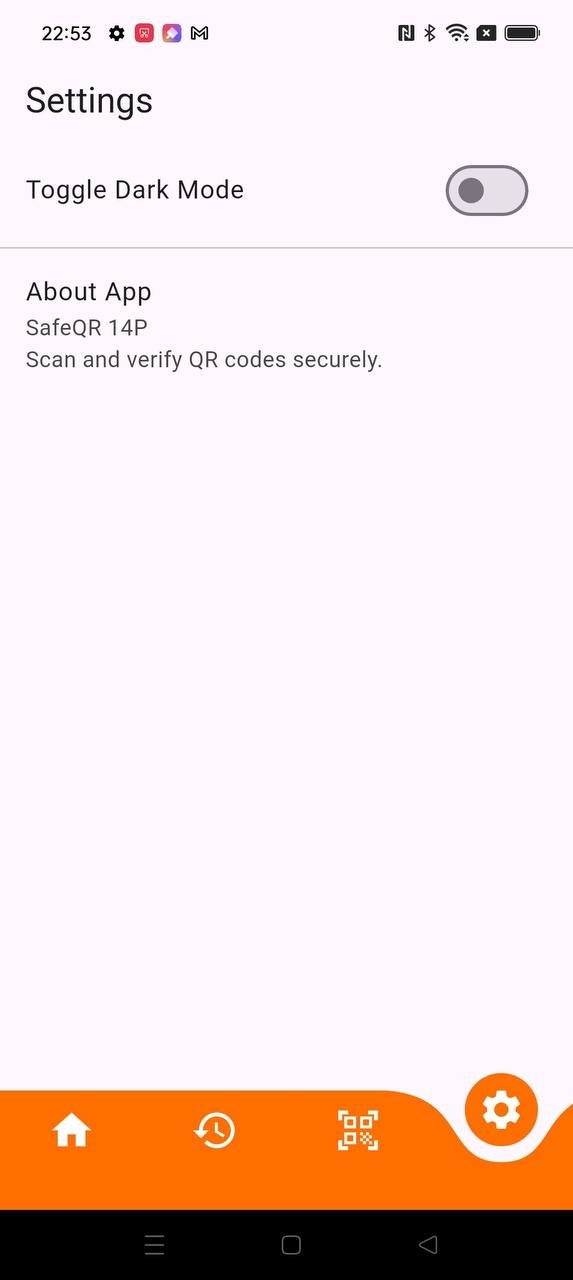 22:53
Settings
Toggle Dark Mode
About App
SafeQR 14P
Scan and verify QR codes securely.